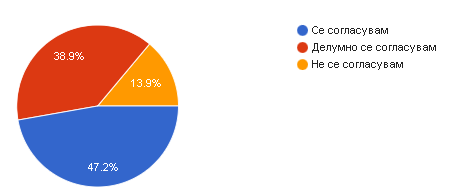 Се согласувам
Делумно се согласувам
Не се согласувам
38.9%
13.9%
47.2%